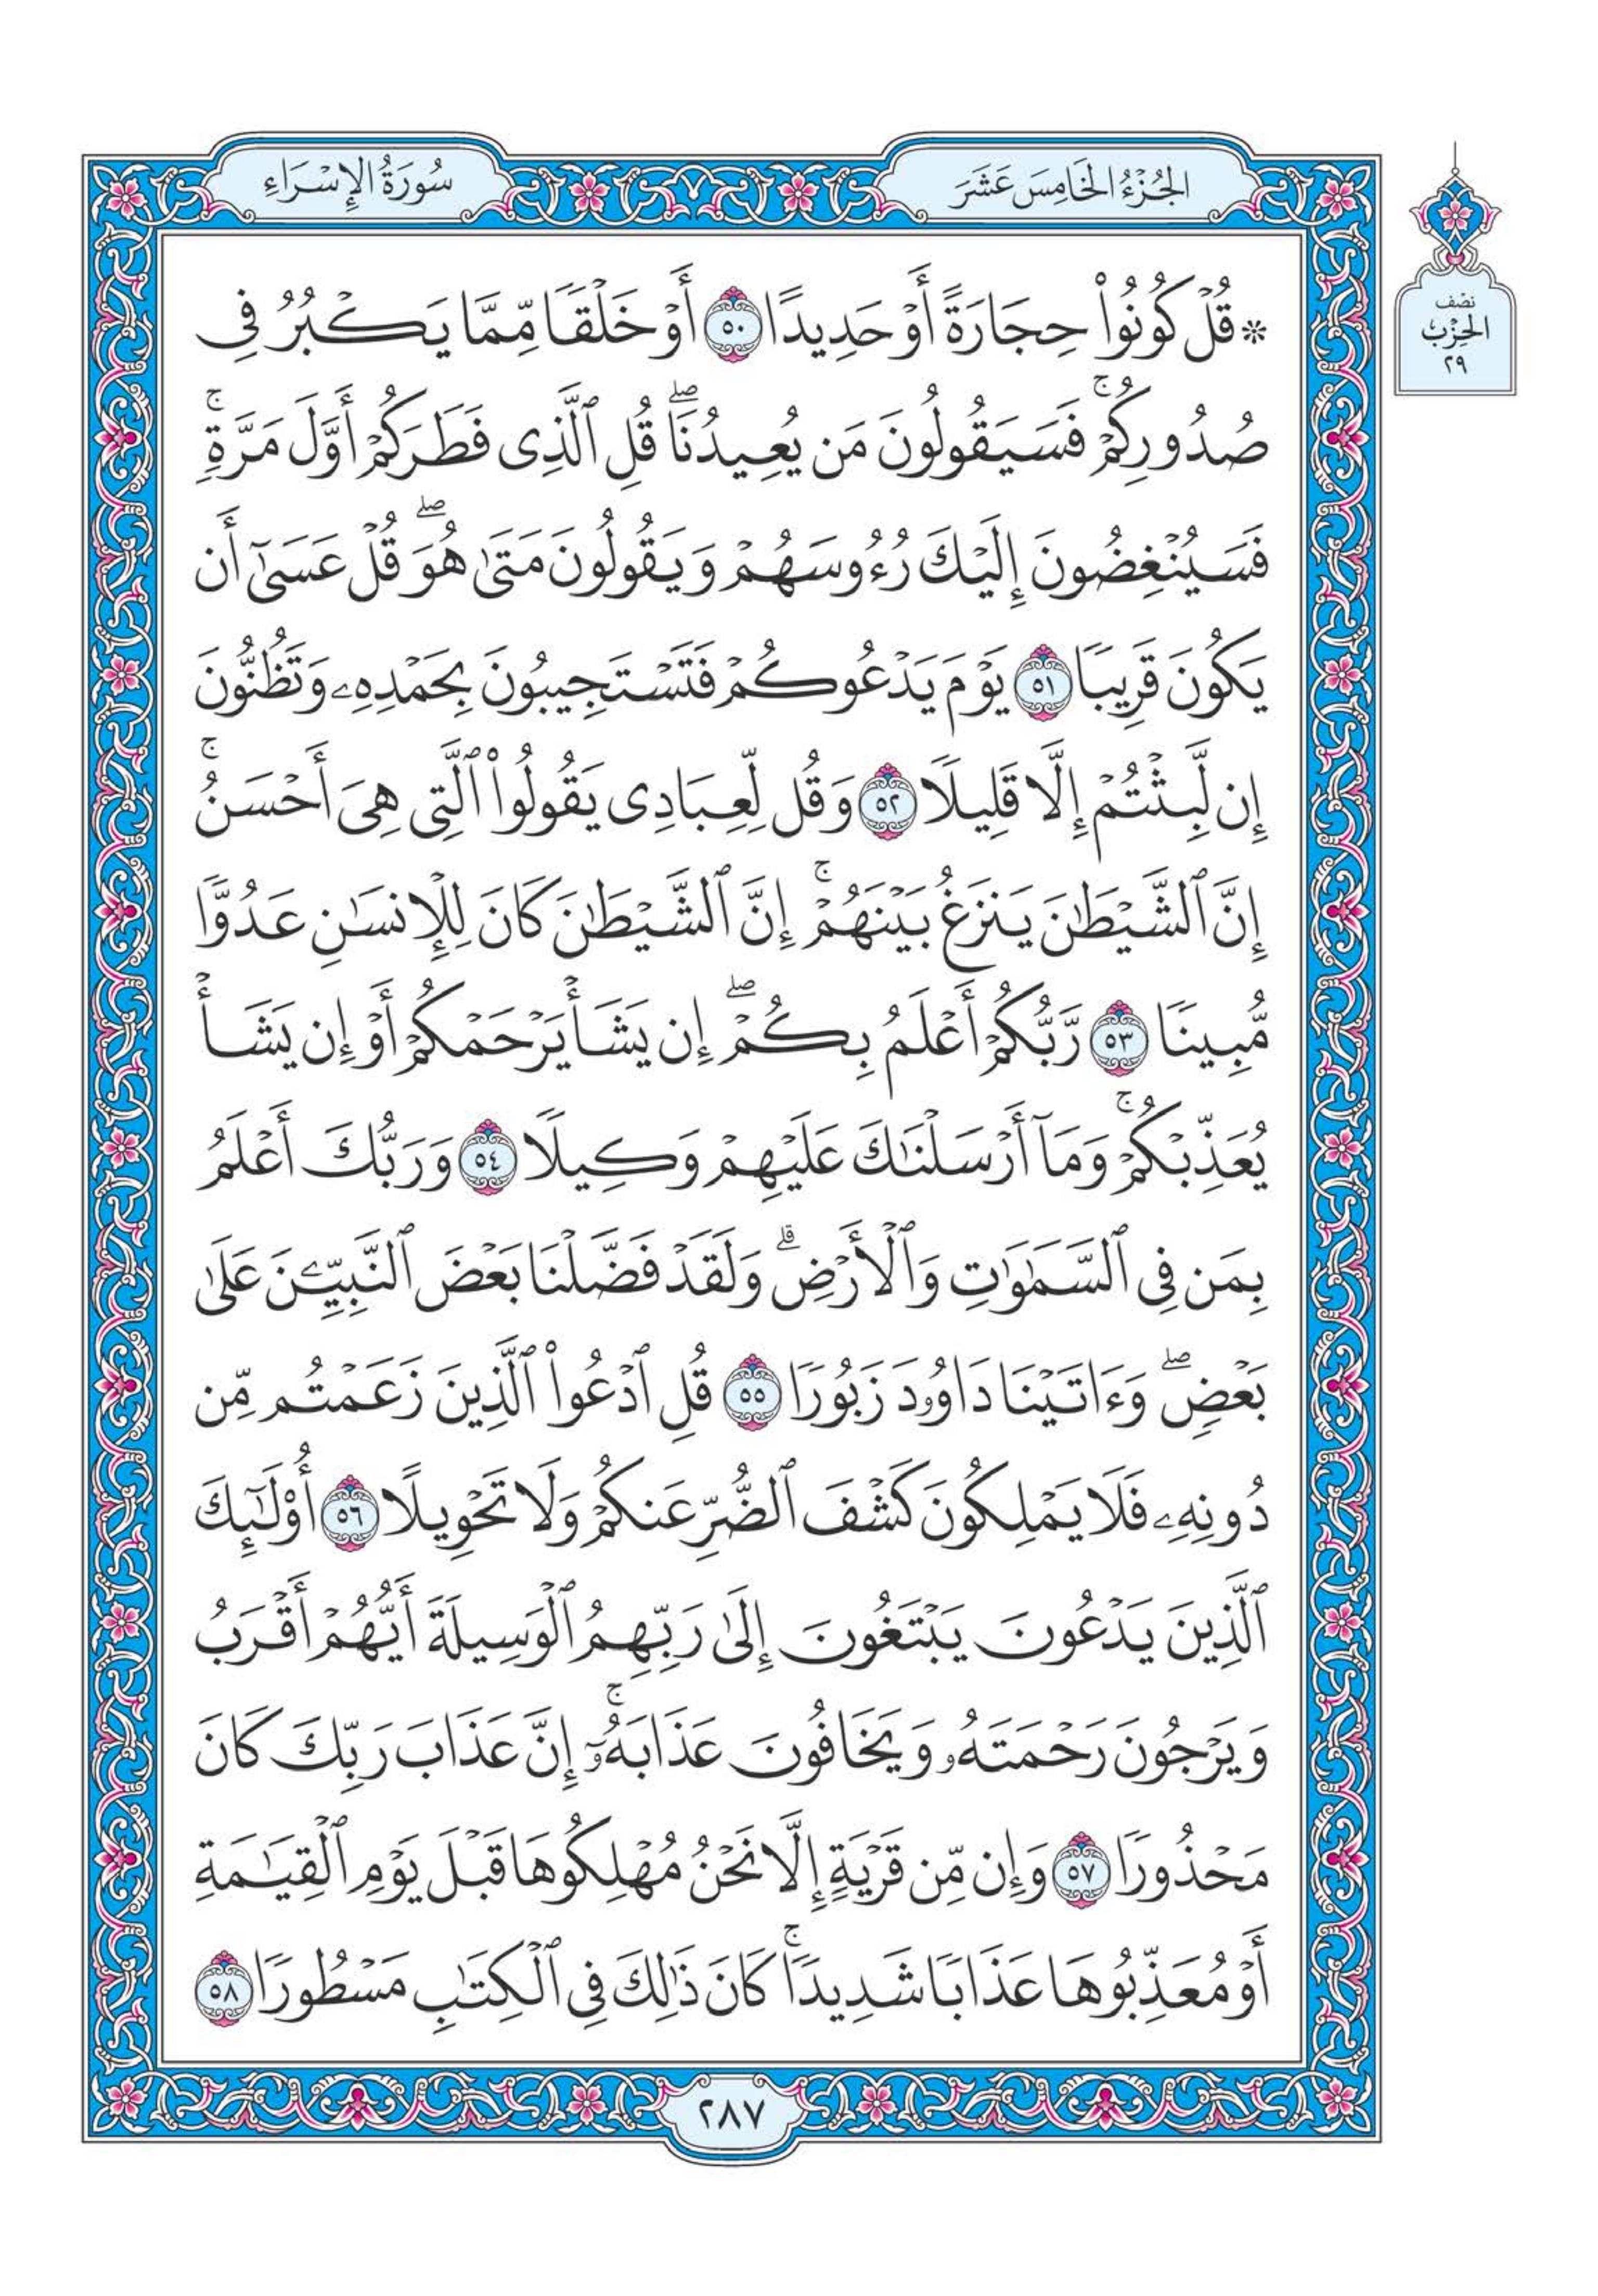 الجُزْءُ الخَامِسَ عَشَرَ
سُورَةُ الإِسْرَاءِ
نصْف
الحِزْب
٢٩
۞ قُلْ كُونُوا۟ حِجَارَةً أَوْ حَدِيدًا ٥٠ أَوْ خَلْقًا مِّمَّا يَكْبُرُ فِى
صُدُورِكُمْ ۚ فَسَيَقُولُونَ مَن يُعِيدُنَا ۖ قُلِ ٱلَّذِى فَطَرَكُمْ أَوَّلَ مَرَّةٍ ۚ
فَسَيُنْغِضُونَ إِلَيْكَ رُءُوسَهُمْ وَيَقُولُونَ مَتَىٰ هُوَ ۖ قُلْ عَسَىٰٓ أَن
يَكُونَ قَرِيبًا ٥١ يَوْمَ يَدْعُوكُمْ فَتَسْتَجِيبُونَ بِحَمْدِهِۦ وَتَظُنُّونَ
إِن لَّبِثْتُمْ إِلَّا قَلِيلًا ٥٢ وَقُل لِّعِبَادِى يَقُولُوا۟ ٱلَّتِى هِىَ أَحْسَنُ ۚ
إِنَّ ٱلشَّيْطَٰنَ يَنزَغُ بَيْنَهُمْ ۚ إِنَّ ٱلشَّيْطَٰنَ كَانَ لِلْإِنسَٰنِ عَدُوًّا
مُّبِينًا ٥٣ رَّبُّكُمْ أَعْلَمُ بِكُمْ ۖ إِن يَشَأْ يَرْحَمْكُمْ أَوْ إِن يَشَأْ
يُعَذِّبْكُمْ ۚ وَمَآ أَرْسَلْنَٰكَ عَلَيْهِمْ وَكِيلًا ٥٤ وَرَبُّكَ أَعْلَمُ
بِمَن فِى ٱلسَّمَٰوَٰتِ وَٱلْأَرْضِ ۗ وَلَقَدْ فَضَّلْنَا بَعْضَ ٱلنَّبِيِّۦنَ عَلَىٰ
بَعْضٍ ۖ وَءَاتَيْنَا دَاوُۥدَ زَبُورًا ٥٥ قُلِ ٱدْعُوا۟ ٱلَّذِينَ زَعَمْتُم مِّن
دُونِهِۦ فَلَا يَمْلِكُونَ كَشْفَ ٱلضُّرِّ عَنكُمْ وَلَا تَحْوِيلًا ٥٦ أُو۟لَٰٓئِكَ
ٱلَّذِينَ يَدْعُونَ يَبْتَغُونَ إِلَىٰ رَبِّهِمُ ٱلْوَسِيلَةَ أَيُّهُمْ أَقْرَبُ
وَيَرْجُونَ رَحْمَتَهُۥ وَيَخَافُونَ عَذَابَهُۥٓ ۚ إِنَّ عَذَابَ رَبِّكَ كَانَ
مَحْذُورًا ٥٧ وَإِن مِّن قَرْيَةٍ إِلَّا نَحْنُ مُهْلِكُوهَا قَبْلَ يَوْمِ ٱلْقِيَٰمَةِ
أَوْ مُعَذِّبُوهَا عَذَابًا شَدِيدًا ۚ كَانَ ذَٰلِكَ فِى ٱلْكِتَٰبِ مَسْطُورًا ٥٨
٢٨٧